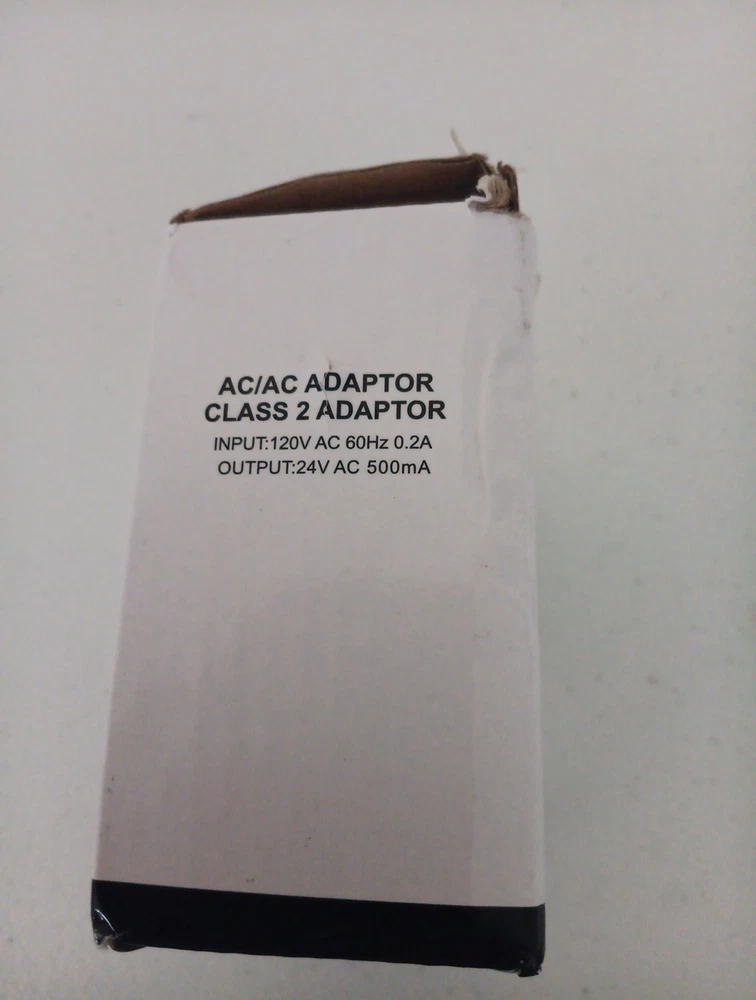 AC/AC ADAPTOR
CLASS 2 ADAPTOR
INPUT:120V AC 60Hz 0.2A
OUTPUT:24V AC 500mA